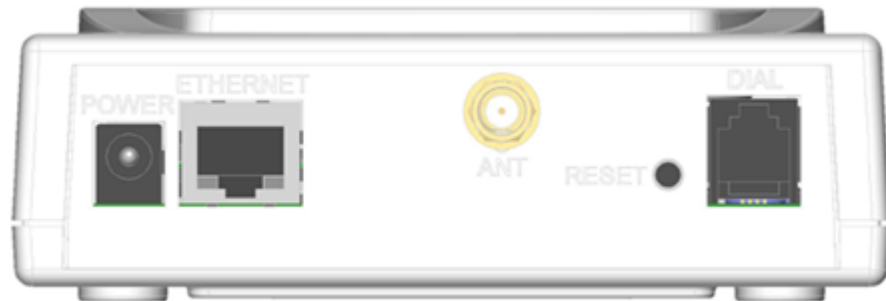 POWER
ETHERNET
ANT
RESET
DIAL